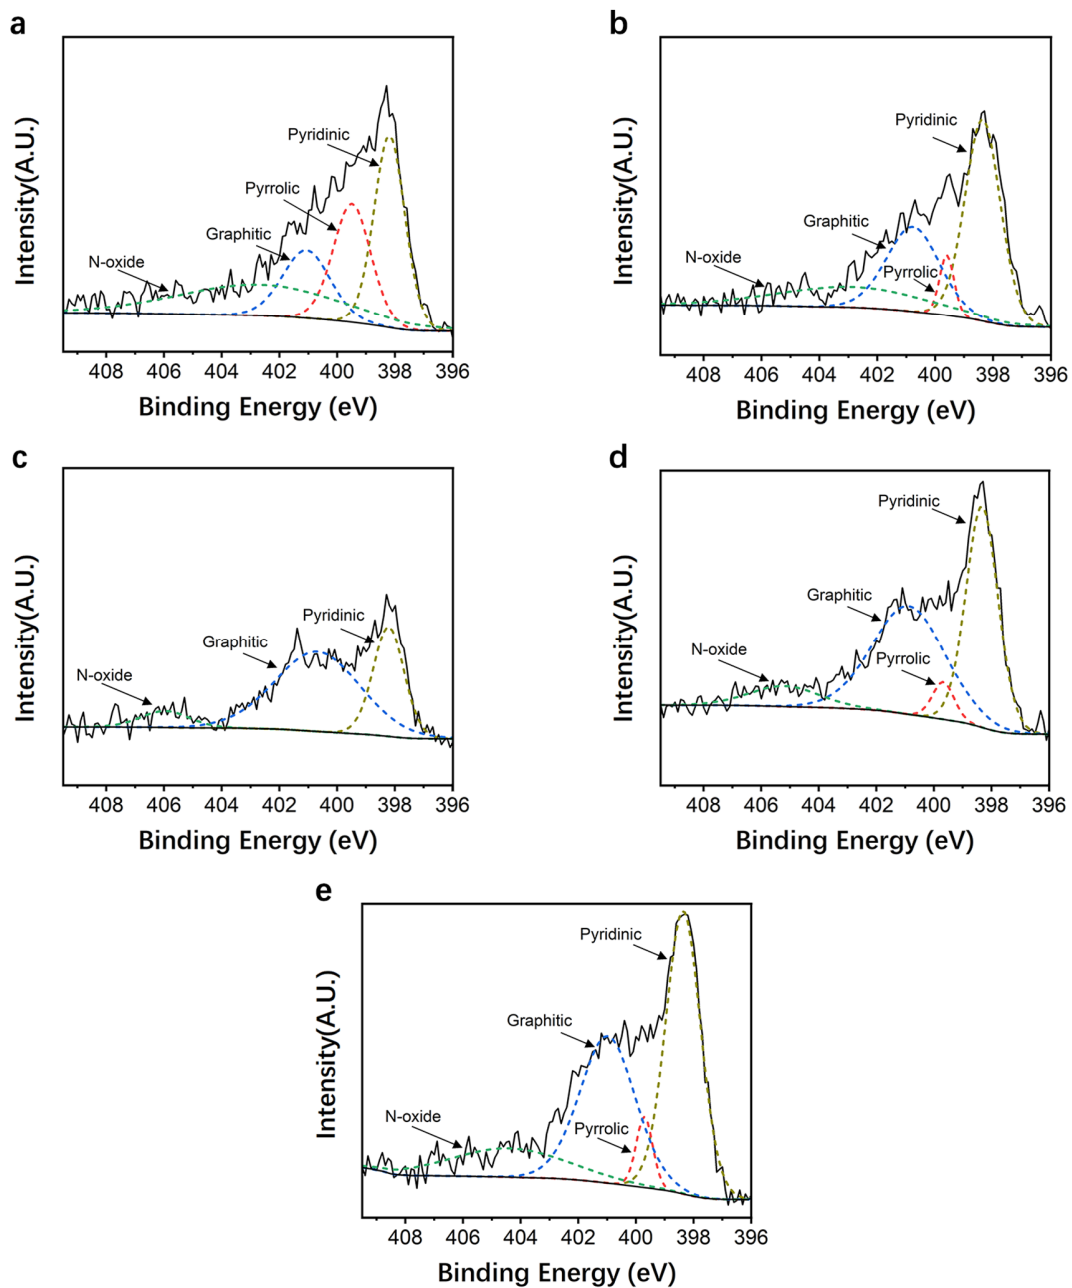 a
Intensity(A.U.)
Pyridinic
Pyrrolic
Graphitic
N-oxide
408 406 404 402 400 398 396
Binding Energy (eV)
b
Intensity(A.U.)
Pyridinic
Graphitic
N-oxide
Pyrrolic
408 406 404 402 400 398 396
Binding Energy (eV)
c
Intensity(A.U.)
Pyridinic
Graphitic
N-oxide
408 406 404 402 400 398 396
Binding Energy (eV)
d
Intensity(A.U.)
Pyridinic
Graphitic
N-oxide
Pyrrolic
408 406 404 402 400 398 396
Binding Energy (eV)
e
Intensity(A.U.)
Pyridinic
Graphitic
N-oxide
Pyrrolic
408 406 404 402 400 398 396
Binding Energy (eV)